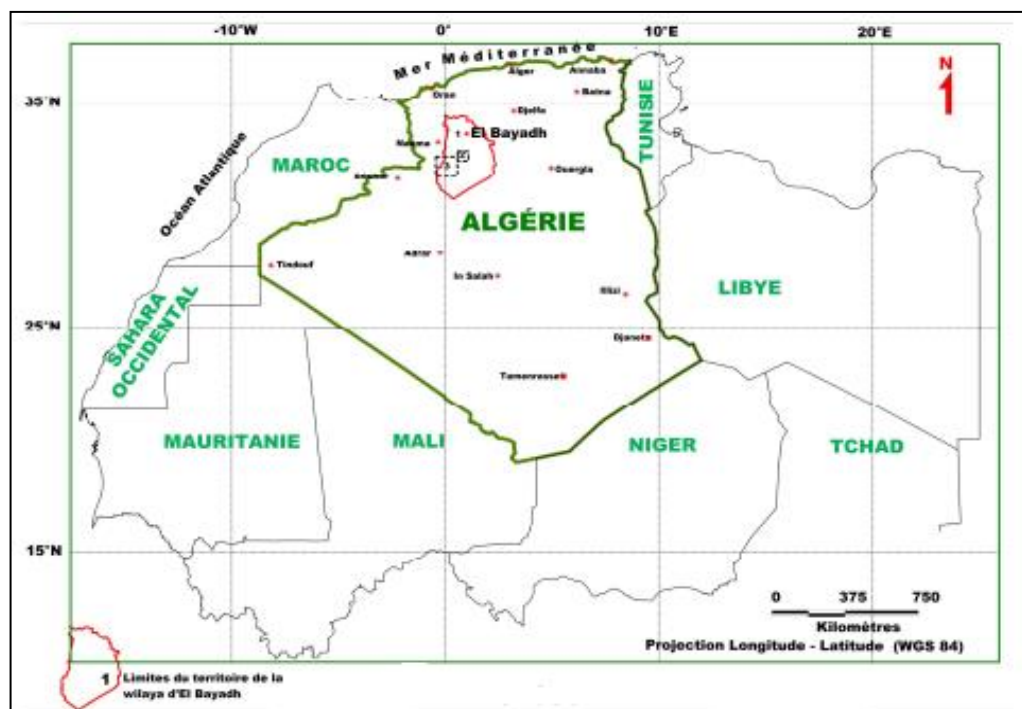 -10°W 0° 10°E 20°E
Mer Méditerranée
N
Alger
Annaba
35°N
Oran
Batna
Djelfa
TUNISIE
1
El Bayadh
Naama
MAROC
Océan Atlantique
Ouargla
ALGÉRIE
Adrar
Tindouf
In Salah
Illizi
LIBYE
SAHARA
OCCIDENTAL
25°N
Djanet
Tamanrasset
MAURITANIE
MALI
NIGER
TCHAD
15°N
0 375 750
Kilomètres
Projection Longitude - Latitude (WGS 84)
1 Limites du territoire de la
wilaya d'El Bayadh